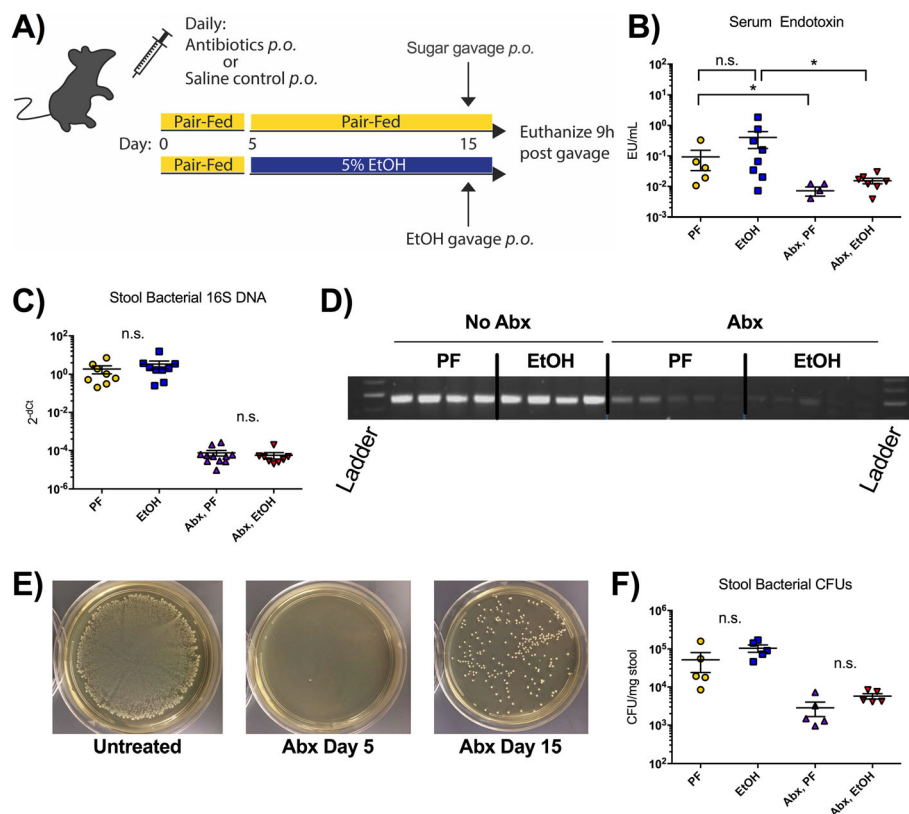 A)
Daily:
Antibiotics p.o.
or
Saline control p.o.
Sugar gavage p.o.
Pair-Fed
Pair-Fed
Day:
0
5
15
Pair-Fed
5% EtOH
Euthanize 9h
post gavage
EtOH gavage p.o.
B)
Serum Endotoxin
n.s.
*
*
EU/mL
10³
10²
10¹
10⁰
10⁻¹
10⁻²
10⁻³
PF
EtOH
Abx, PF
Abx, EtOH
C)
Stool Bacterial 16S DNA
n.s.
n.s.
2⁻ᵈᶜᵗ
10²
10⁰
10⁻²
10⁻⁴
10⁻⁶
PF
EtOH
Abx, PF
Abx, EtOH
D)
No Abx
Abx
PF
EtOH
PF
EtOH
Ladder
Ladder
E)
Untreated
Abx Day 5
Abx Day 15
F)
Stool Bacterial CFUs
n.s.
n.s.
CFU/mg stool
10⁶
10⁵
10⁴
10³
10²
PF
EtOH
Abx, PF
Abx, EtOH